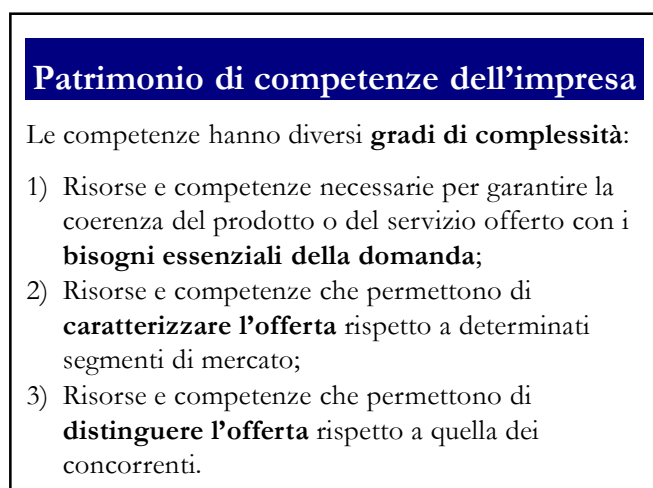 Patrimonio di competenze dell'impresa
Le competenze hanno diversi gradi di complessità:
1) Risorse e competenze necessarie per garantire la
coerenza del prodotto o del servizio offerto con i
bisogni essenziali della domanda;
2) Risorse e competenze che permettono di
caratterizzare l'offerta rispetto a determinati
segmenti di mercato;
3) Risorse e competenze che permettono di
distinguere l'offerta rispetto a quella dei
concorrenti.